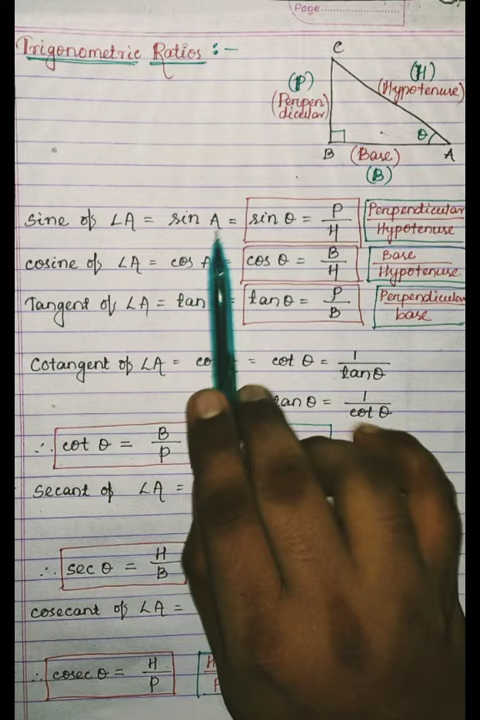 Page
Trigonometric Ratios :-
C
(P)
(Perpendicular)
(H)
(Hypotenuse)
θ
B
(Base)
A
(B)
Sine of ∠A = sin A = sin θ = P/H Perpendicular/Hypotenuse
cosine of ∠A = cos A = cos θ = B/H Base/Hypotenuse
Tangent of ∠A = tan = tan θ = P/B Perpendicular/base
Cotangent of ∠A = = cot θ = 1/tan θ
tan θ = 1/cot θ
∴ cot θ = B/P
Secant of ∠A =
∴ sec θ = H/B
cosecant of ∠A =
∴ cosec θ = H/P